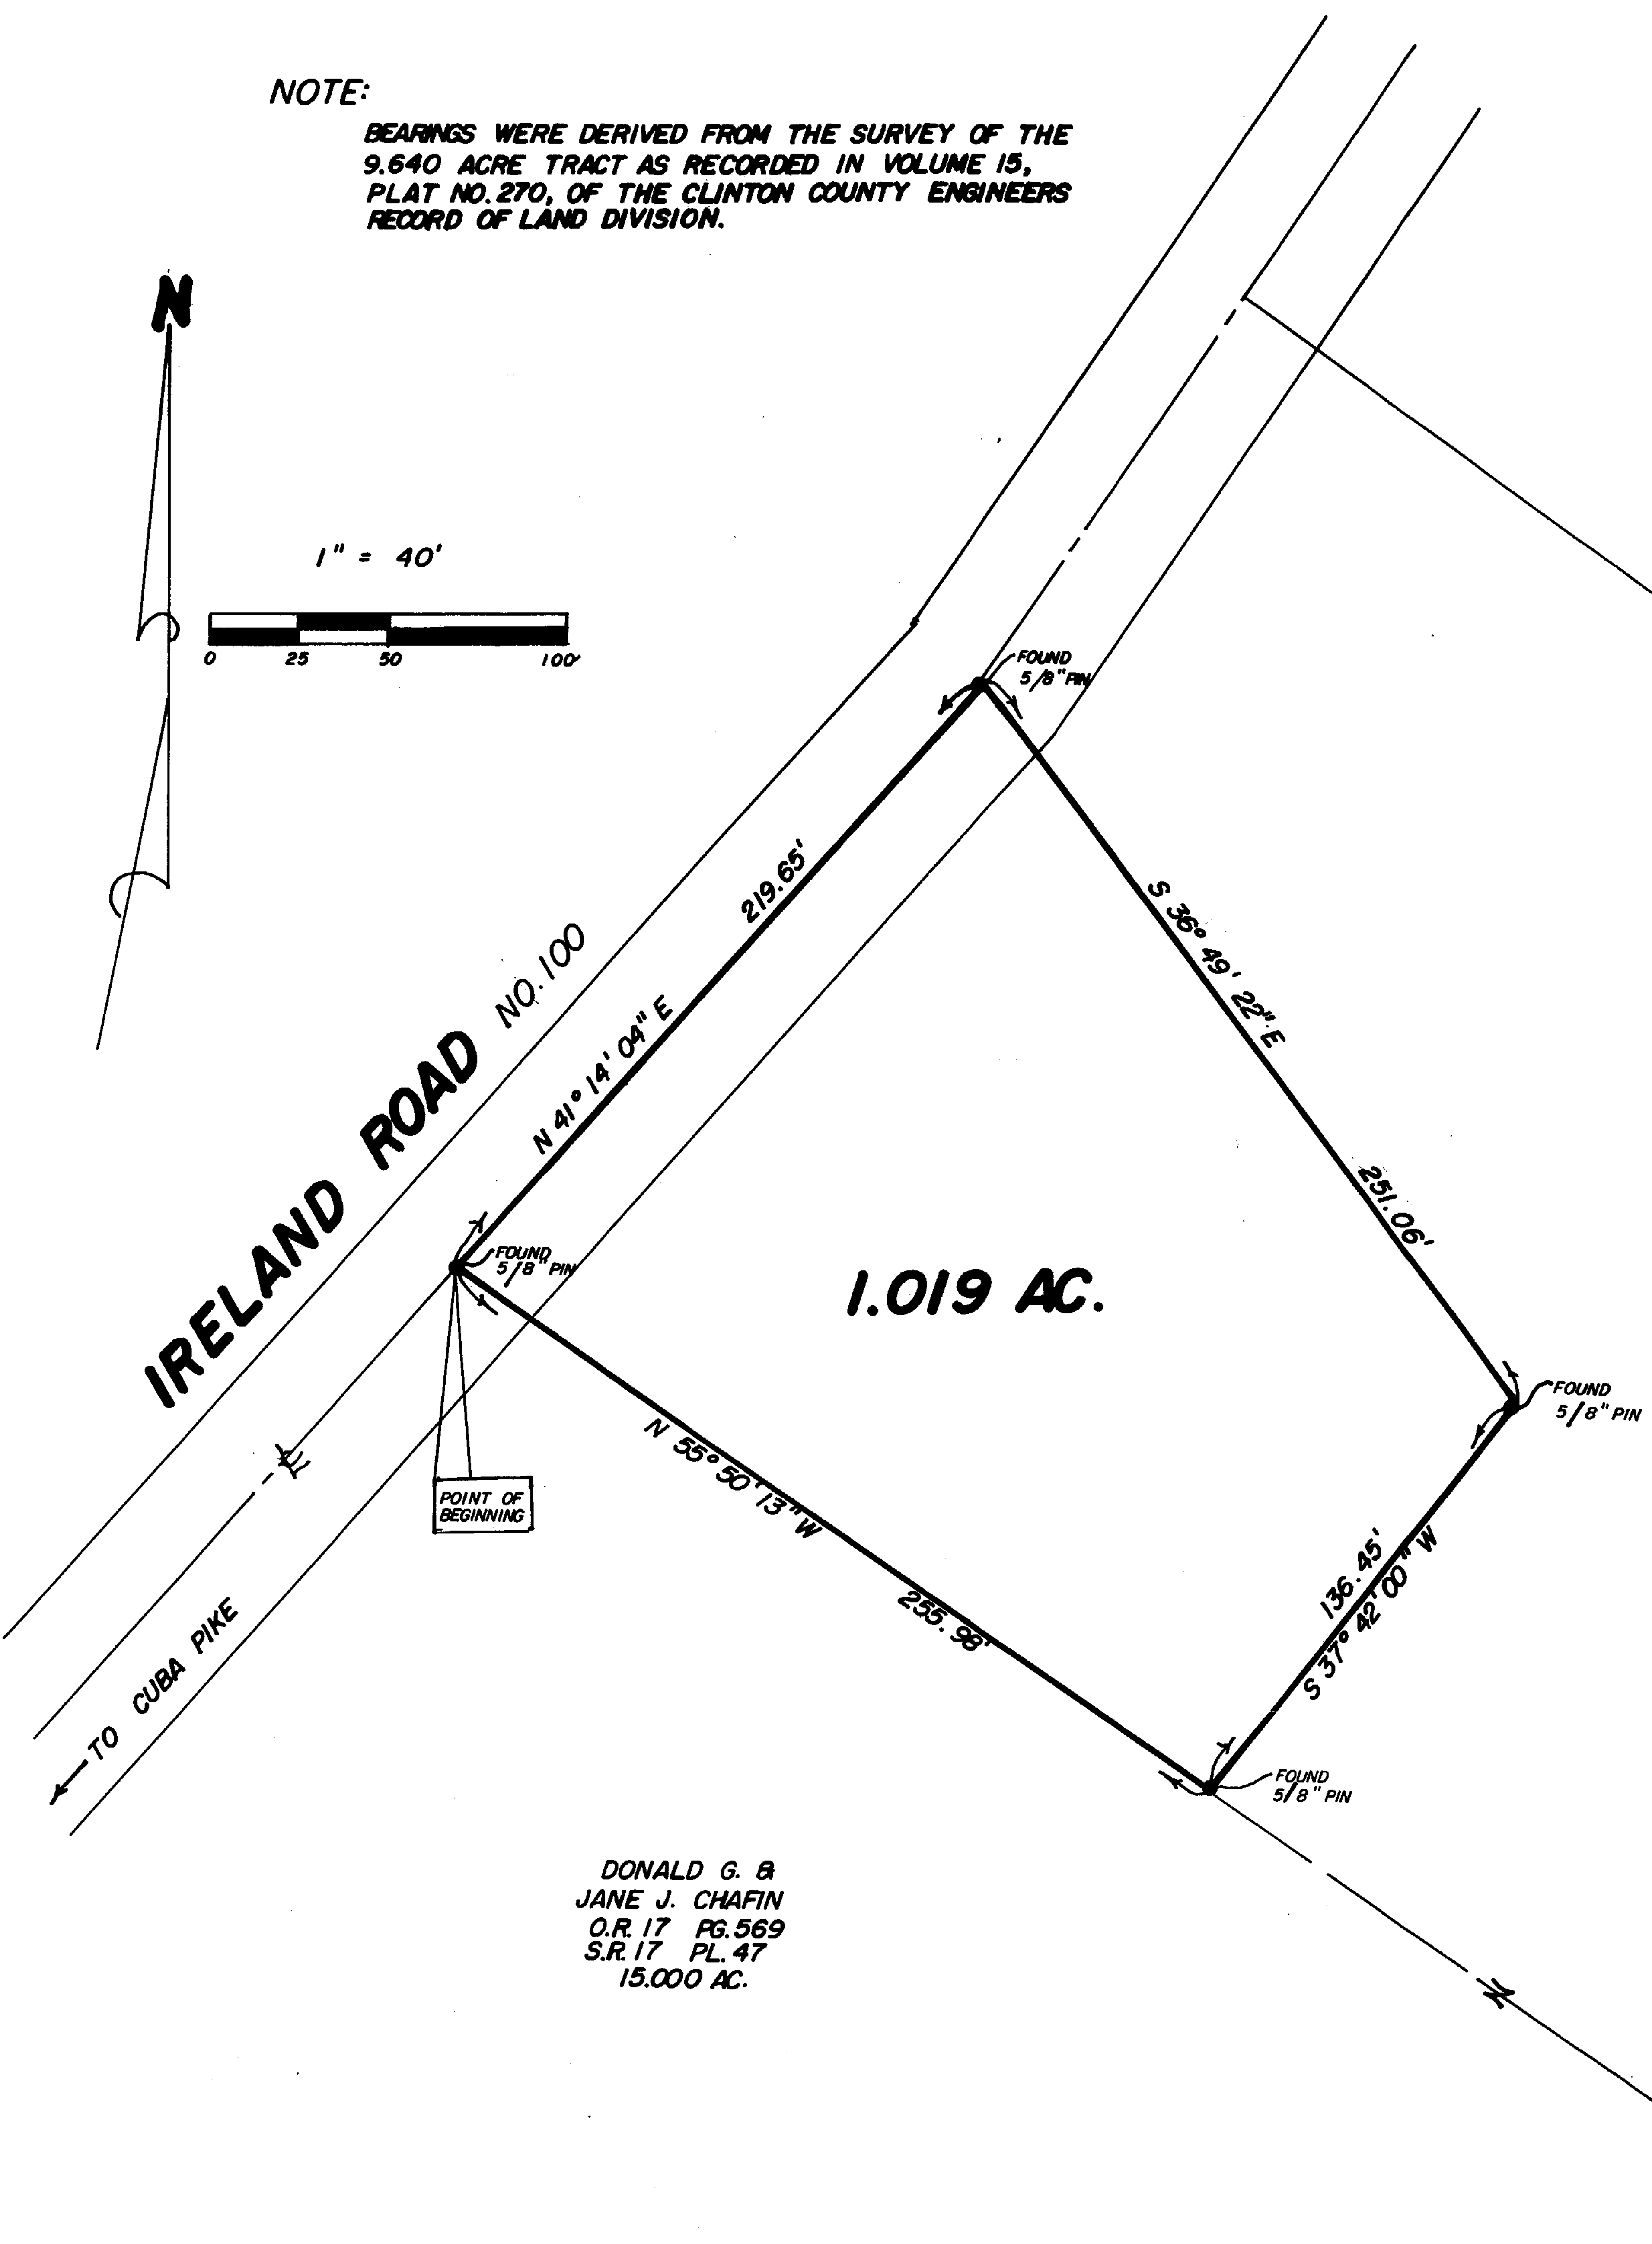 NOTE:
BEARINGS WERE DERIVED FROM THE SURVEY OF THE
9.640 ACRE TRACT AS RECORDED IN VOLUME 15,
PLAT NO. 270, OF THE CLINTON COUNTY ENGINEERS
RECORD OF LAND DIVISION.
N
1" = 40'
0 25 50 100'
FOUND
5/8" PIN
219.65'
N 41° 14' 04" E
S 36° 49' 22" E
251.06'
IRELAND ROAD NO. 100
FOUND
5/8" PIN
1.019 AC.
FOUND
5/8" PIN
POINT OF
BEGINNING
N 55° 50' 13" W
255.98'
136.45'
S 37° 42' 00" W
TO CUBA PIKE
FOUND
5/8" PIN
DONALD G. &
JANE J. CHAFIN
O.R. 17 PG. 569
S.R. 17 PL. 47
15.000 AC.